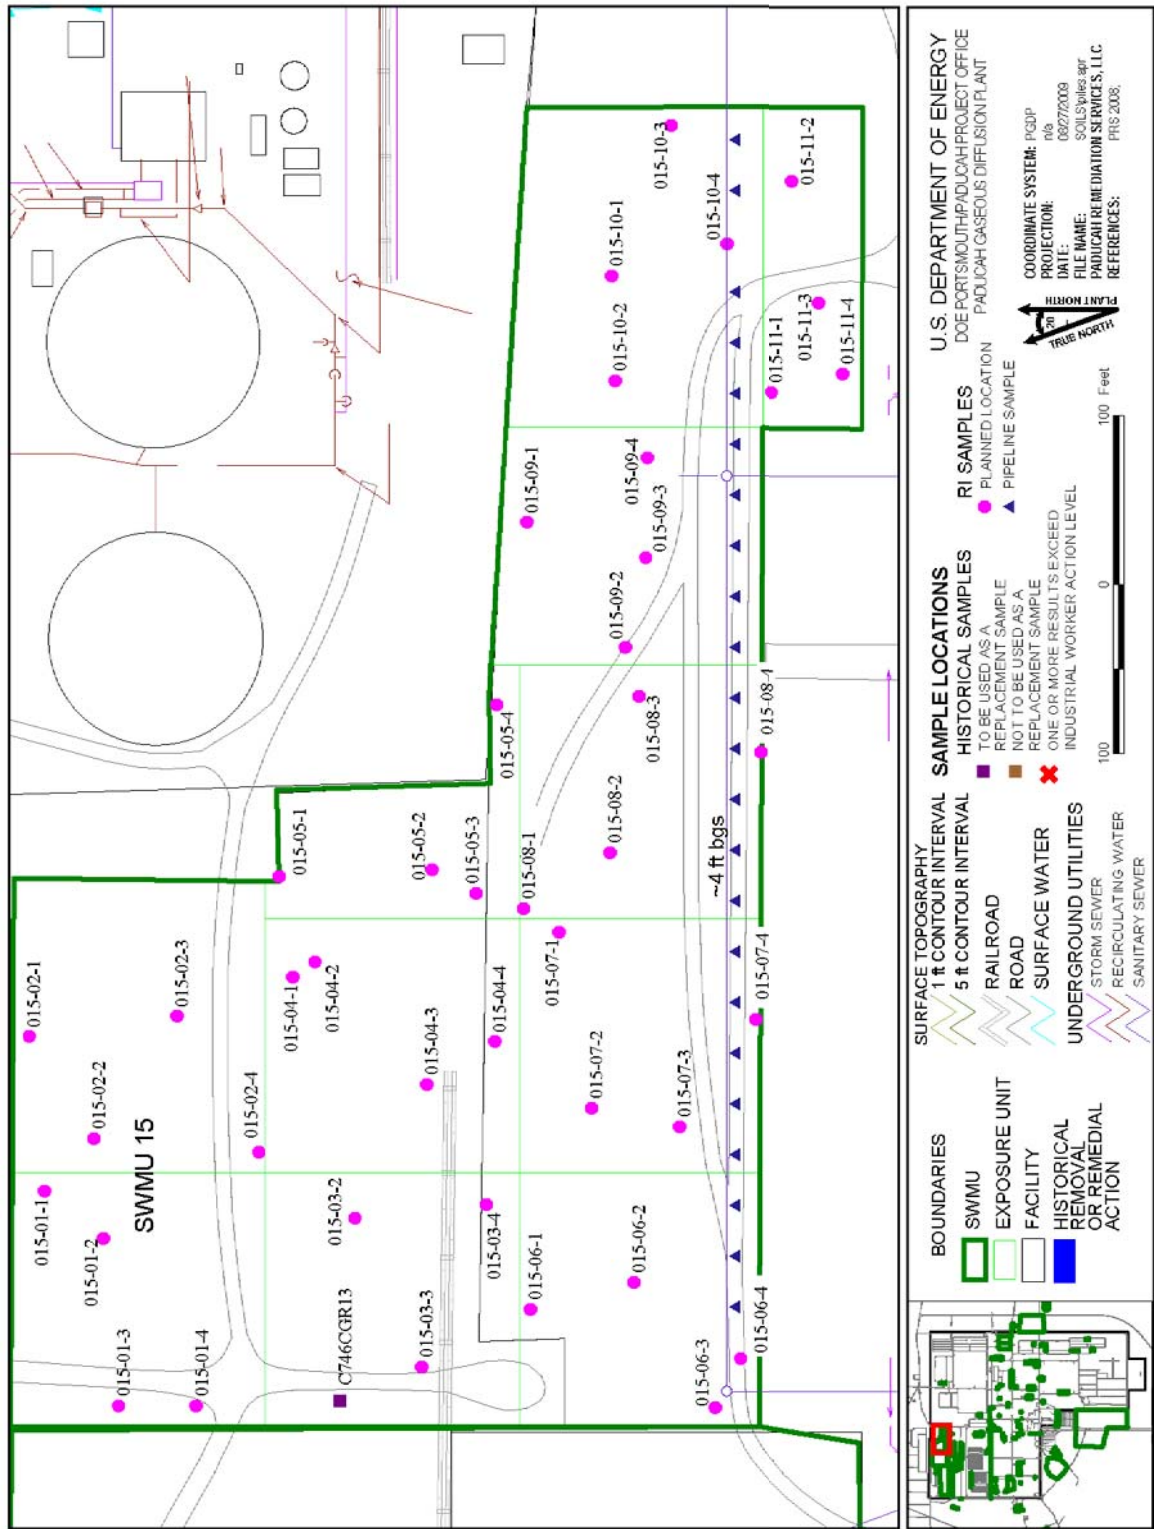 015-01-1
015-01-2
015-01-3
015-01-4
SWMU 15
015-02-1
015-02-2
015-02-3
015-02-4
C746CGR13
015-03-2
015-03-3
015-03-4
015-04-1
015-04-2
015-04-3
015-04-4
015-05-1
015-05-2
015-05-3
015-05-4
015-06-1
015-06-2
015-06-3
015-06-4
015-07-1
015-07-2
015-07-3
015-07-4
015-08-1
015-08-2
015-08-3
015-08-4
~4 ft bgs
015-09-1
015-09-2
015-09-3
015-09-4
015-10-1
015-10-2
015-10-3
015-10-4
015-11-1
015-11-2
015-11-3
015-11-4
BOUNDARIES
SWMU
EXPOSURE UNIT
FACILITY
HISTORICAL
REMOVAL
OR REMEDIAL
ACTION
SURFACE TOPOGRAPHY
1 ft CONTOUR INTERVAL
5 ft CONTOUR INTERVAL
RAILROAD
ROAD
SURFACE WATER
UNDERGROUND UTILITIES
STORM SEWER
RECIRCULATING WATER
SANITARY SEWER
SAMPLE LOCATIONS
HISTORICAL SAMPLES
TO BE USED AS A
REPLACEMENT SAMPLE
NOT TO BE USED AS A
REPLACEMENT SAMPLE
ONE OR MORE RESULTS EXCEED
INDUSTRIAL WORKER ACTION LEVEL
RI SAMPLES
PLANNED LOCATION
PIPELINE SAMPLE
100 0 100 Feet
U.S. DEPARTMENT OF ENERGY
DOE PORTSMOUTH/PADUCAH PROJECT OFFICE
PADUCAH GASEOUS DIFFUSION PLANT
20
TRUE NORTH
PLANT NORTH
COORDINATE SYSTEM: PGDP
PROJECTION: n/a
DATE: 08/27/2009
FILE NAME: SOILS\piles.apr
PADUCAH REMEDIATION SERVICES, LLC
REFERENCES: PRS 2008.